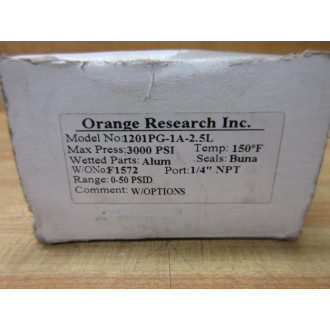 Orange Research Inc.
Model No:1201PG-1A-2.5L
Max Press:3000 PSI Temp: 150°F
Wetted Parts: Alum Seals: Buna
W/ONo:F1572 Port:1/4" NPT
Range: 0-50 PSID
Comment: W/OPTIONS